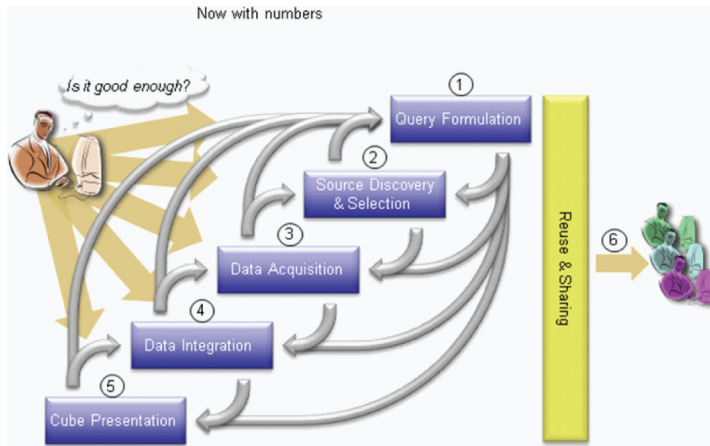 Now with numbers
Is it good enough?
1
Query Formulation
2
Source Discovery
& Selection
3
Data Acquisition
4
Data Integration
5
Cube Presentation
Reuse & Sharing
6